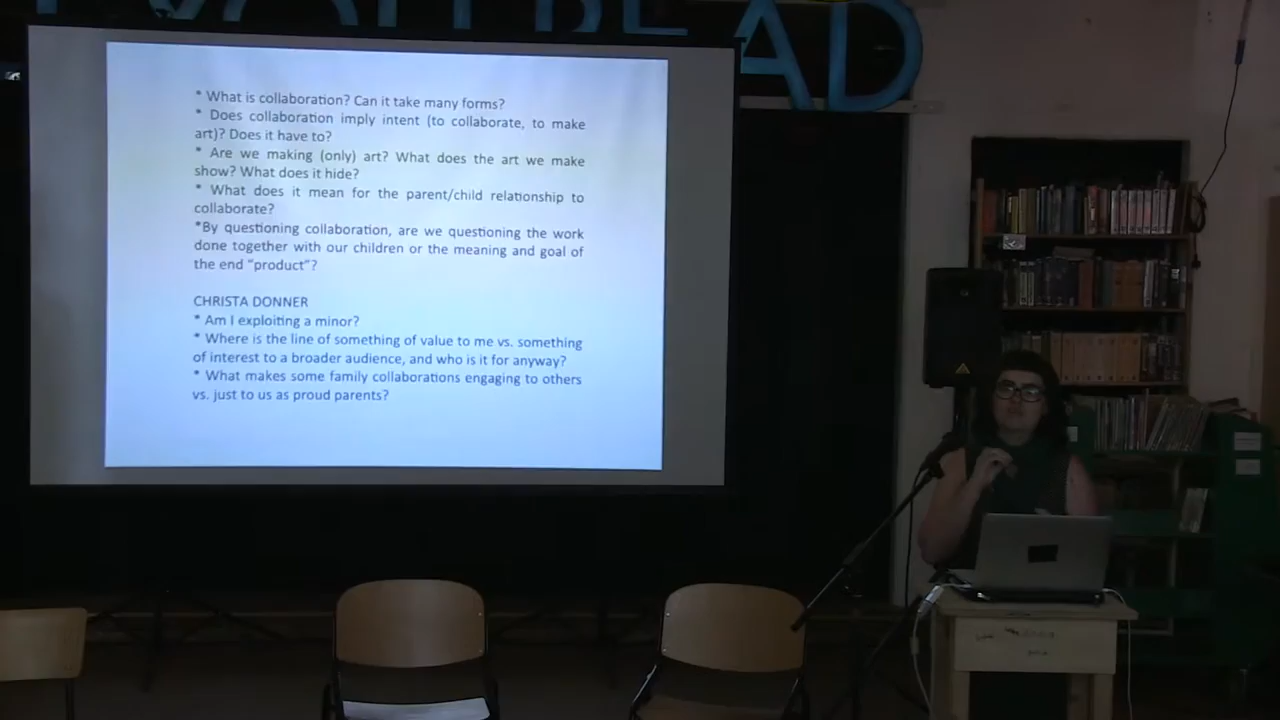 YOU READ
* What is collaboration? Can it take many forms?
* Does collaboration imply intent (to collaborate, to make
art)? Does it have to?
* Are we making (only) art? What does the art we make
show? What does it hide?
* What does it mean for the parent/child relationship to
collaborate?
*By questioning collaboration, are we questioning the work
done together with our children or the meaning and goal of
the end “product”?
CHRISTA DONNER
* Am I exploiting a minor?
* Where is the line of something of value to me vs. something
of interest to a broader audience, and who is it for anyway?
* What makes some family collaborations engaging to others
vs. just to us as proud parents?